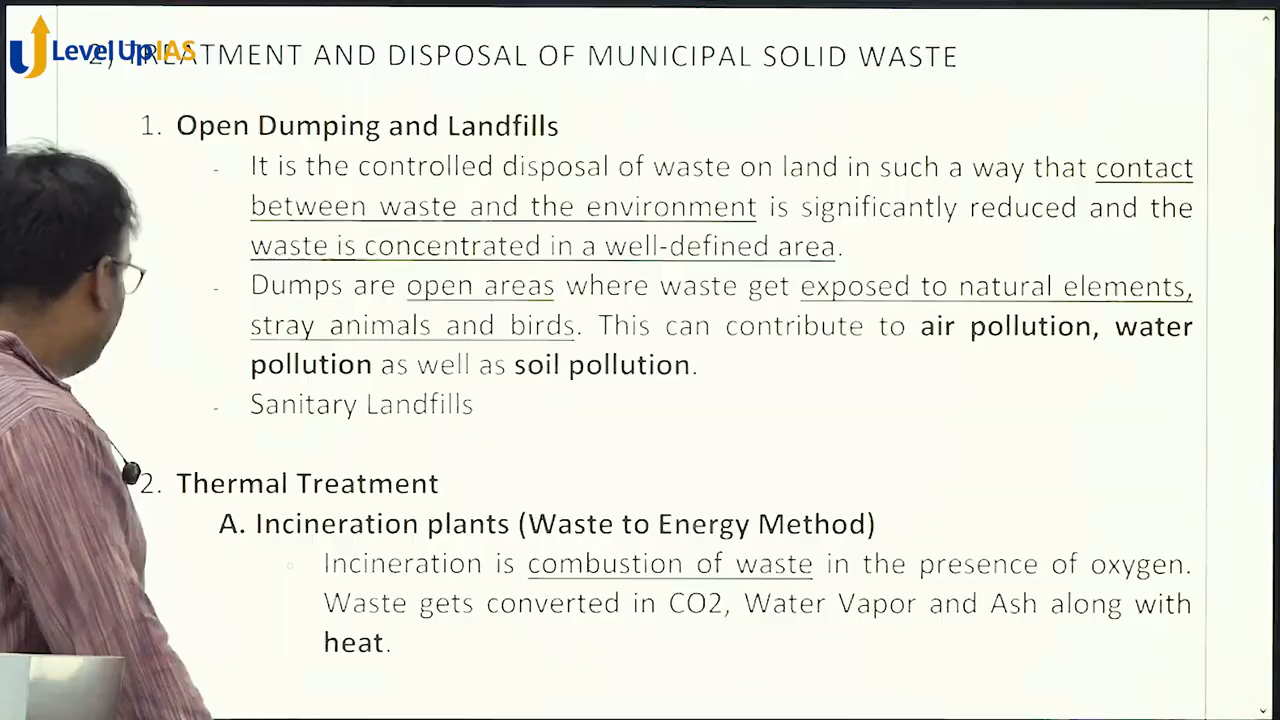 LevelUp IAS
2) TREATMENT AND DISPOSAL OF MUNICIPAL SOLID WASTE
1. Open Dumping and Landfills
- It is the controlled disposal of waste on land in such a way that contact
between waste and the environment is significantly reduced and the
waste is concentrated in a well-defined area.
- Dumps are open areas where waste get exposed to natural elements,
stray animals and birds. This can contribute to air pollution, water
pollution as well as soil pollution.
- Sanitary Landfills
2. Thermal Treatment
A. Incineration plants (Waste to Energy Method)
Incineration is combustion of waste in the presence of oxygen.
Waste gets converted in CO2, Water Vapor and Ash along with
heat.